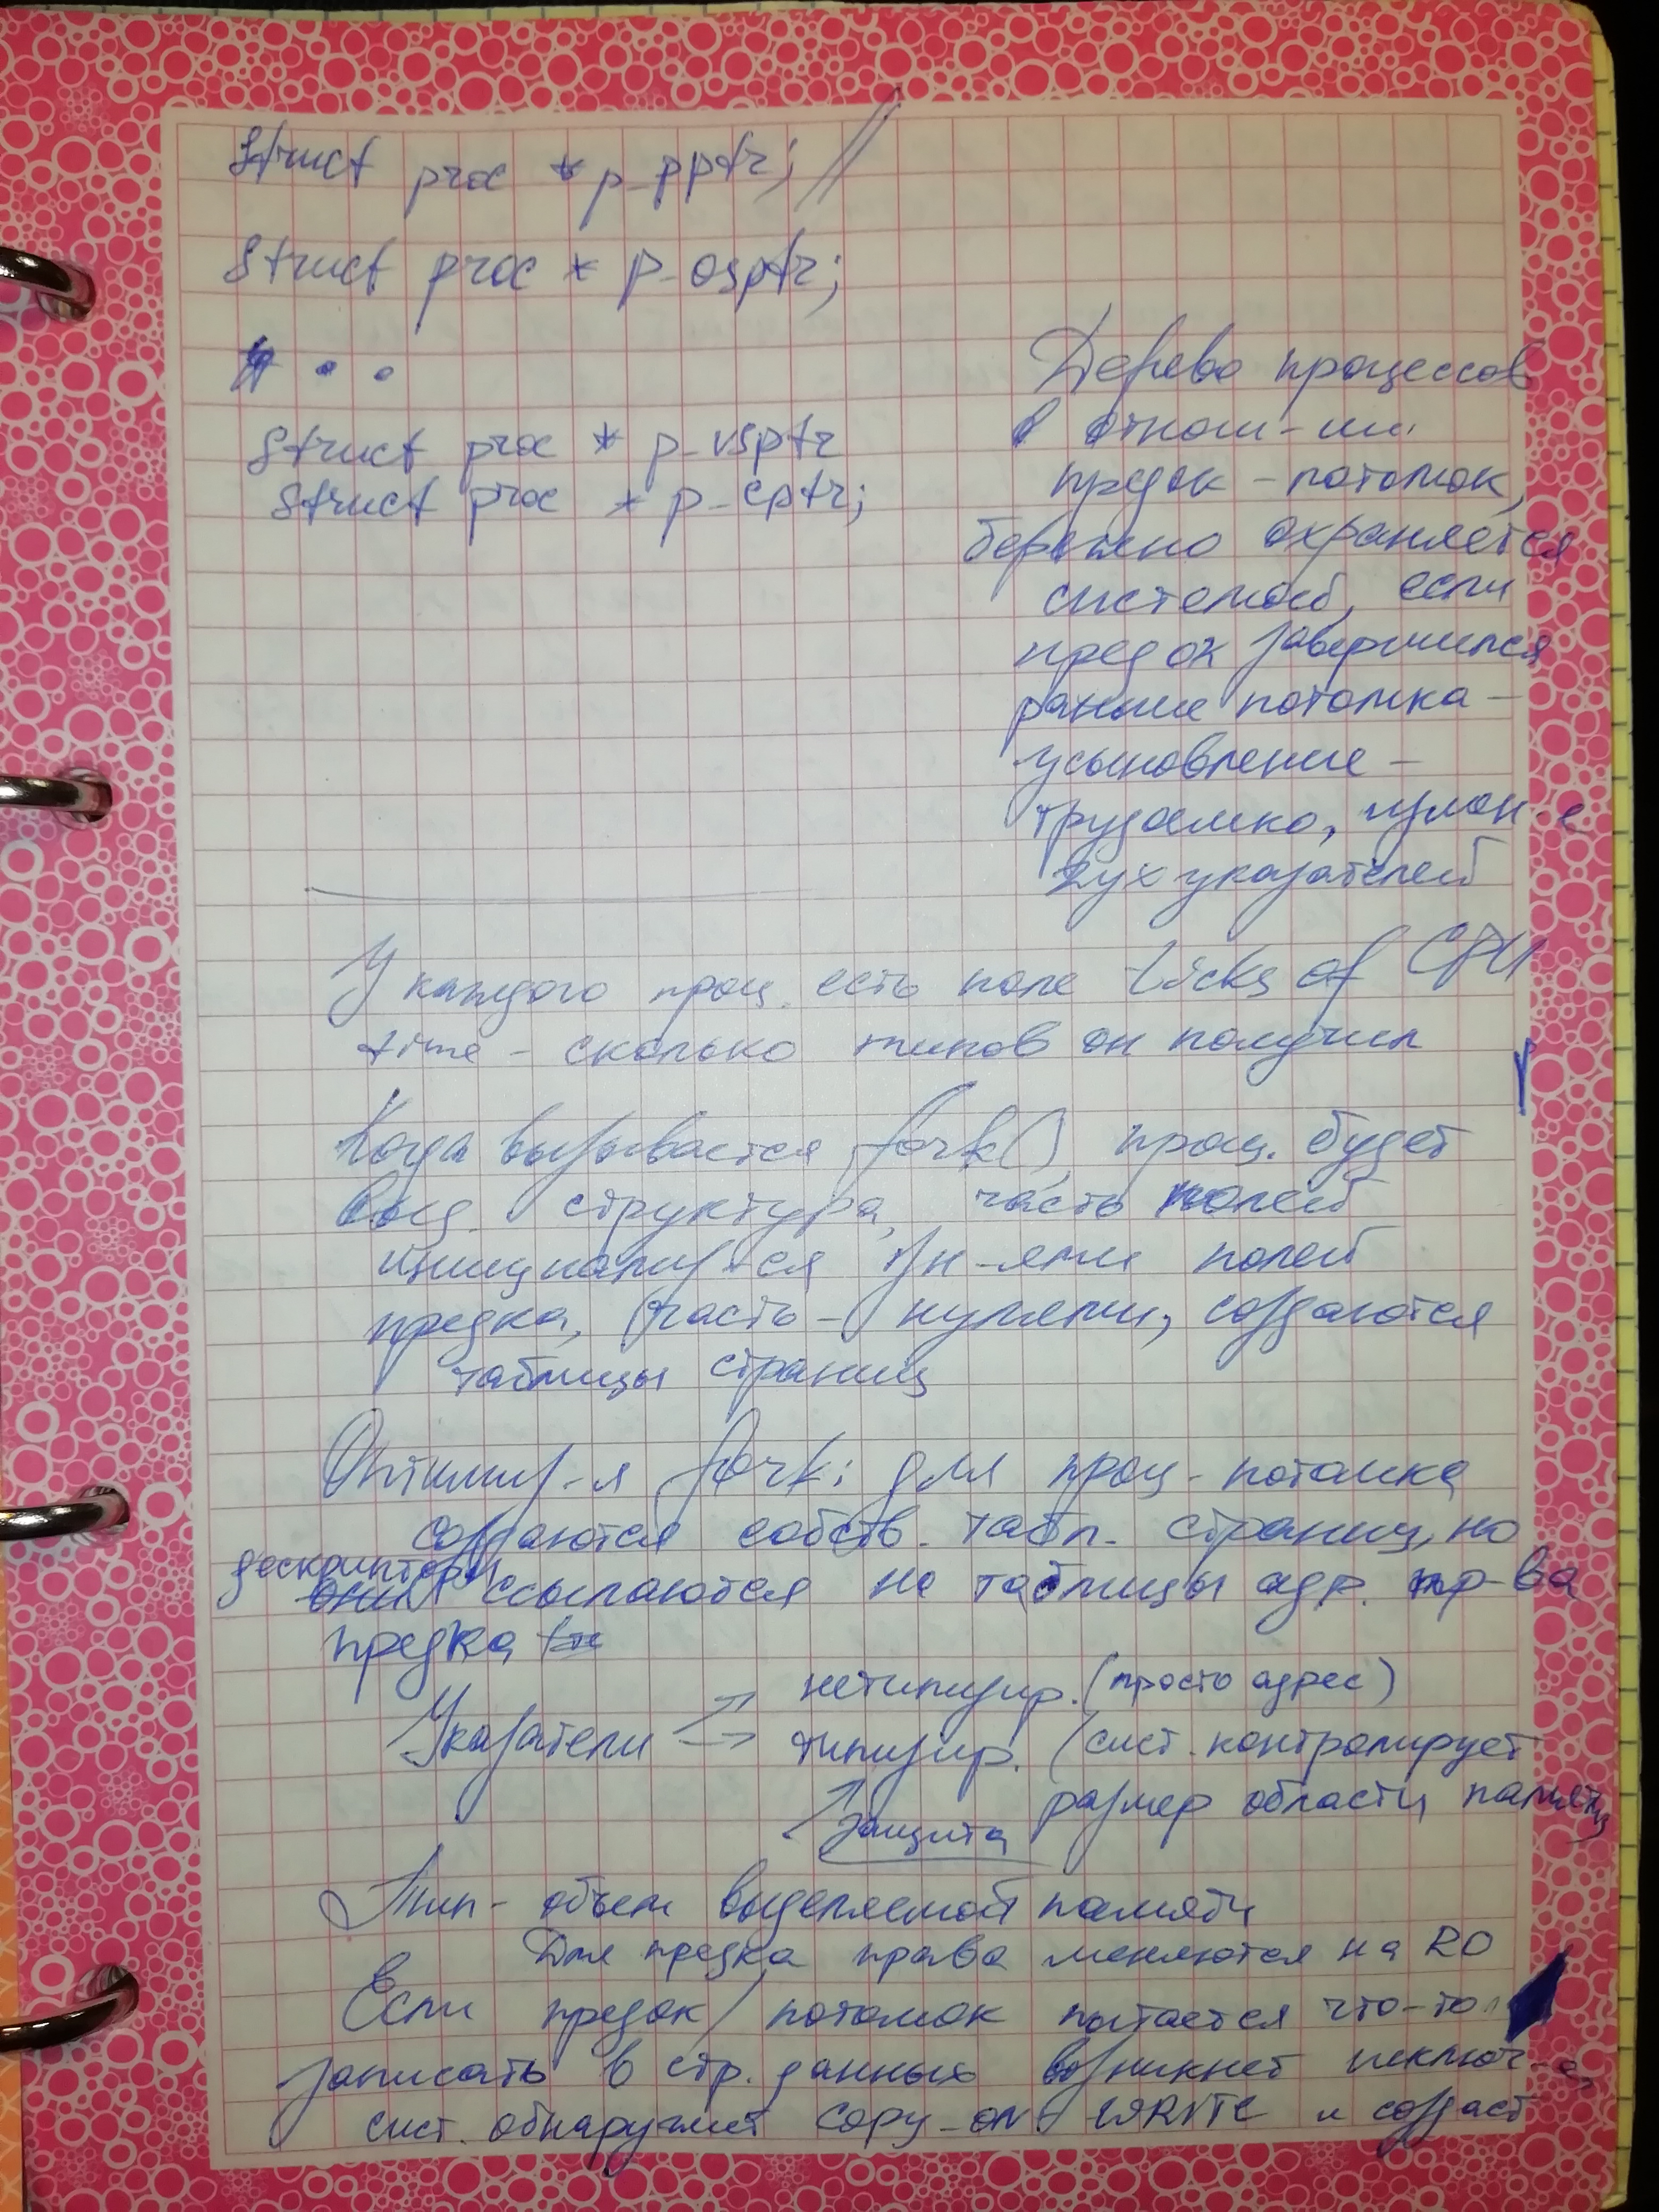 struct proc * p_pptr; //
struct proc * p_osptr;
. . .
struct proc * p_vsptr
struct proc * p_cptr;
Дерево процессов
в отнош-ии
предок - потомок,
бережно охраняется
системой, если
предок завершился
раньше потомка -
усыновление -
трудоемко,
двух указателей
У каждого проц. есть поле ticks of CPU
time - сколько тиков он получил
Когда вызывается fork(), проц. будет
выд. структура, часть полей
зн-ями полей
предка, часть - нулями, создаются
таблицы страниц
Оптимиз-я fork: для проц - потомка
создаются собств. табл. страниц, но
дескрипторы
они ссылаются на таблицы адр. пр-ва
предка
нетипизир. (просто адрес)
Указатели
типизир. (сист. контролирует
размер области памяти
Защита
Тип - объем выделяемой памяти
Для предка права меняются на RO
Если предок/потомок пытается что-то
записать в стр. данных возникнет исключ-е,
сист. обнаружит copy-on WRITE и создаст